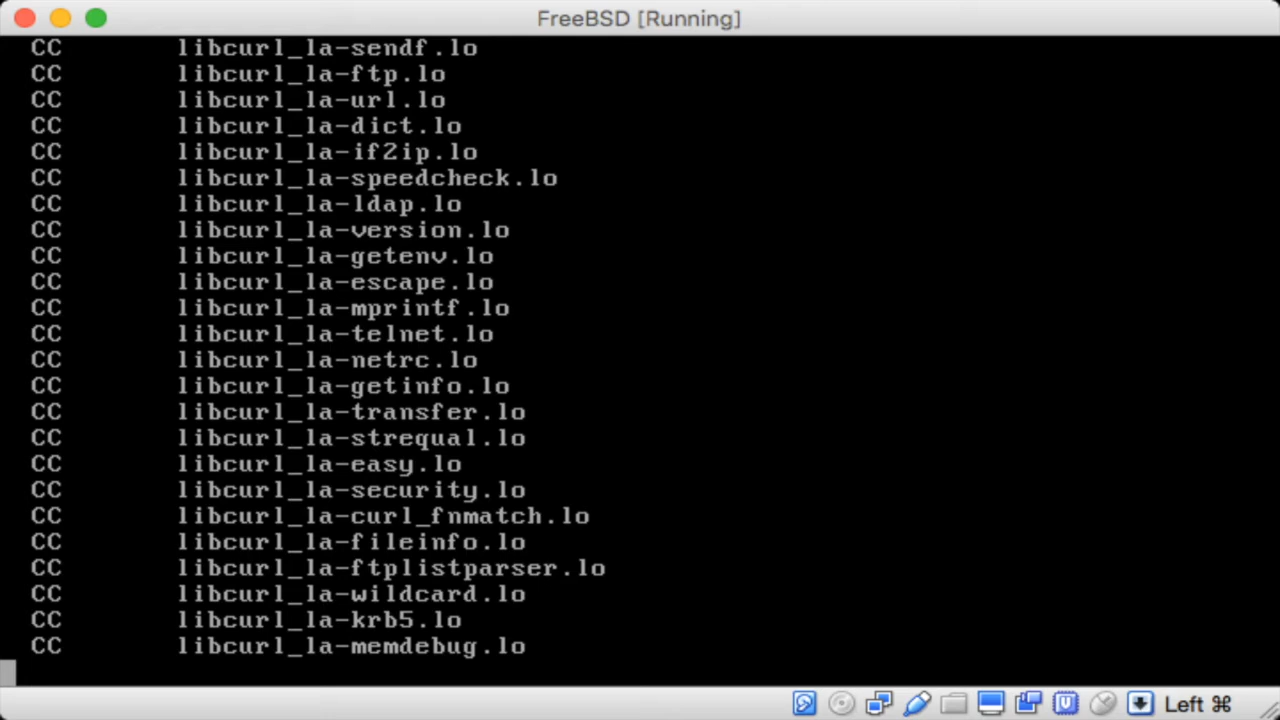 FreeBSD [Running]
CC libcurl_la-sendf.lo
CC libcurl_la-ftp.lo
CC libcurl_la-url.lo
CC libcurl_la-dict.lo
CC libcurl_la-if2ip.lo
CC libcurl_la-speedcheck.lo
CC libcurl_la-ldap.lo
CC libcurl_la-version.lo
CC libcurl_la-getenv.lo
CC libcurl_la-escape.lo
CC libcurl_la-mprintf.lo
CC libcurl_la-telnet.lo
CC libcurl_la-netrc.lo
CC libcurl_la-getinfo.lo
CC libcurl_la-transfer.lo
CC libcurl_la-strequal.lo
CC libcurl_la-easy.lo
CC libcurl_la-security.lo
CC libcurl_la-curl_fnmatch.lo
CC libcurl_la-fileinfo.lo
CC libcurl_la-ftplistparser.lo
CC libcurl_la-wildcard.lo
CC libcurl_la-krb5.lo
CC libcurl_la-memdebug.lo
Left ⌘